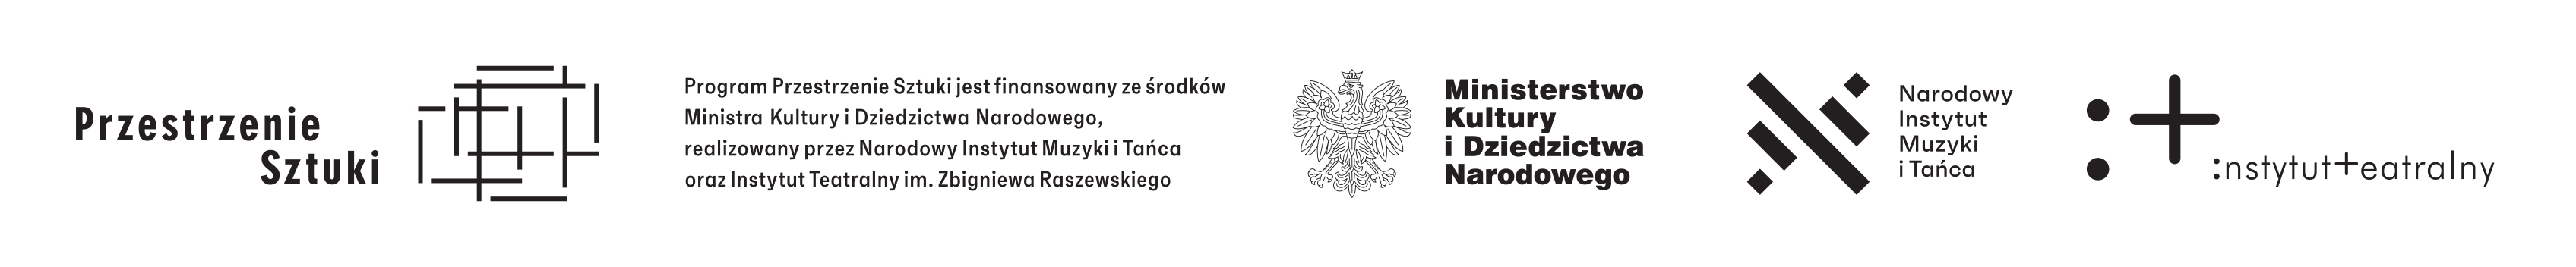 Przestrzenie
Sztuki
Program Przestrzenie Sztuki jest finansowany ze środków
Ministra Kultury i Dziedzictwa Narodowego,
realizowany przez Narodowy Instytut Muzyki i Tańca
oraz Instytut Teatralny im. Zbigniewa Raszewskiego
Ministerstwo
Kultury
i Dziedzictwa
Narodowego
Narodowy
Instytut
Muzyki
i Tańca
:+
:nstytut+eatralny